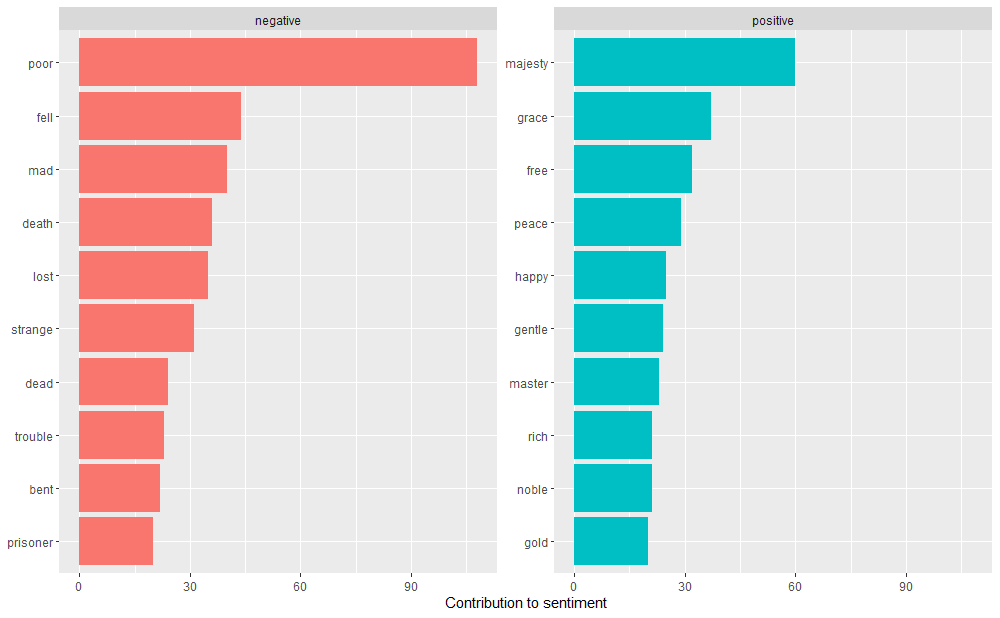 negative
poor
fell
mad
death
lost
strange
dead
trouble
bent
prisoner
0 30 60 90
positive
majesty
grace
free
peace
happy
gentle
master
rich
noble
gold
0 30 60 90
Contribution to sentiment